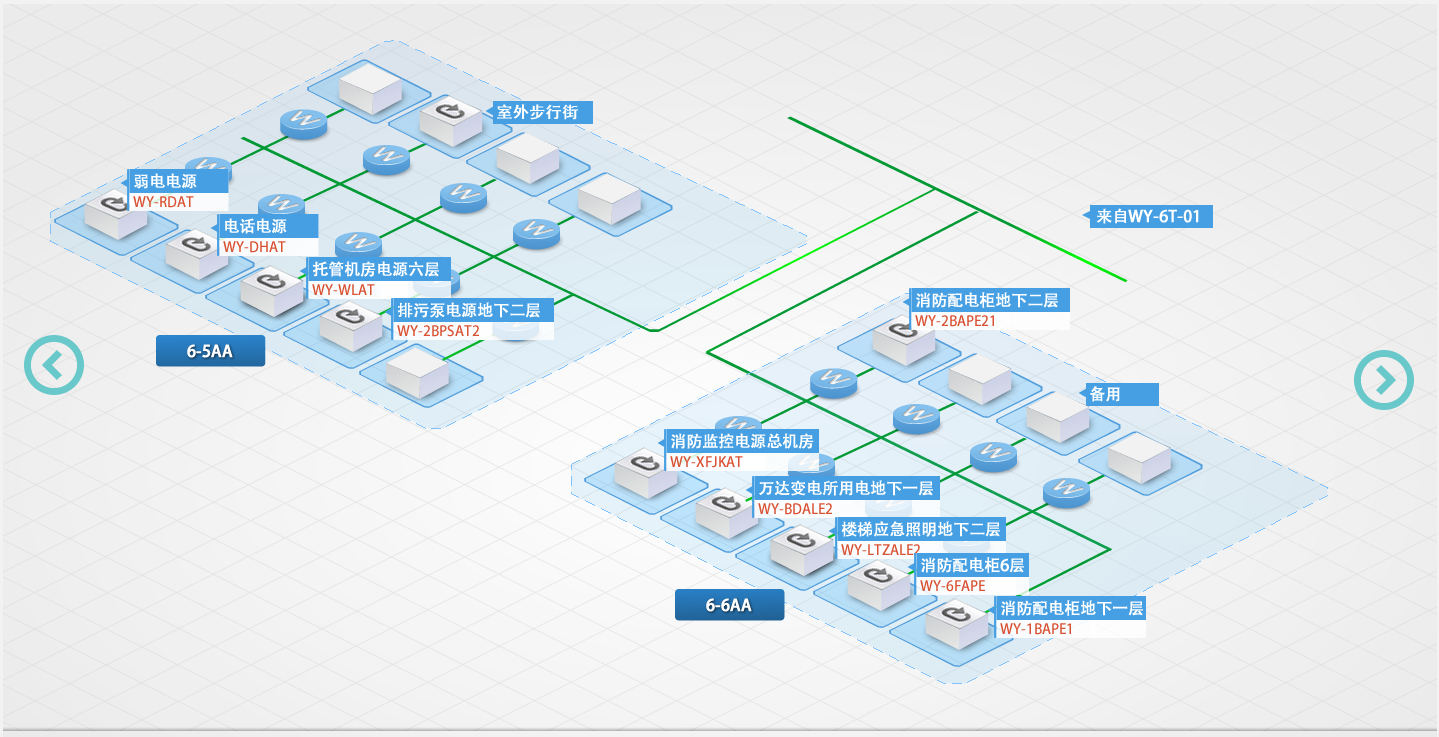 室外步行街
弱电电源
WY-RDAT
电话电源
WY-DHAT
托管机房电源六层
WY-WLAT
排污泵电源地下二层
WY-2BPSAT2
6-5AA
来自WY-6T-01
消防配电柜地下二层
WY-2BAPE21
备用
消防监控电源总机房
WY-XFJKAT
万达变电所用电地下一层
WY-BDALE2
楼梯应急照明地下二层
WY-LTZALE2
消防配电柜6层
WY-6FAPE
消防配电柜地下一层
WY-1BAPE1
6-6AA